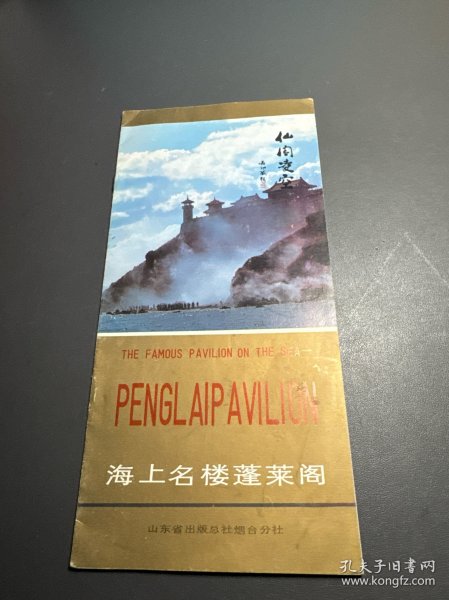 仙阁凌空
THE FAMOUS PAVILION ON THE SEA—
PENGLAIPAVILION
海上名楼蓬莱阁
山东省出版总社烟台分社
孔夫子旧书网
www.kongfz.com